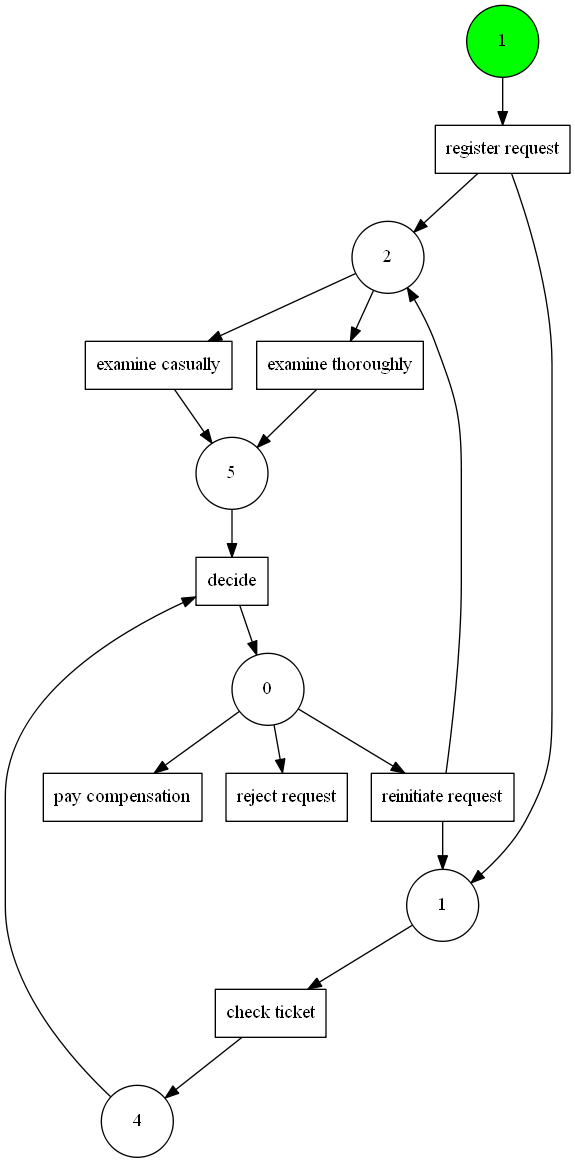 1
register request
2
examine casually
examine thoroughly
5
decide
0
pay compensation
reject request
reinitiate request
1
check ticket
4